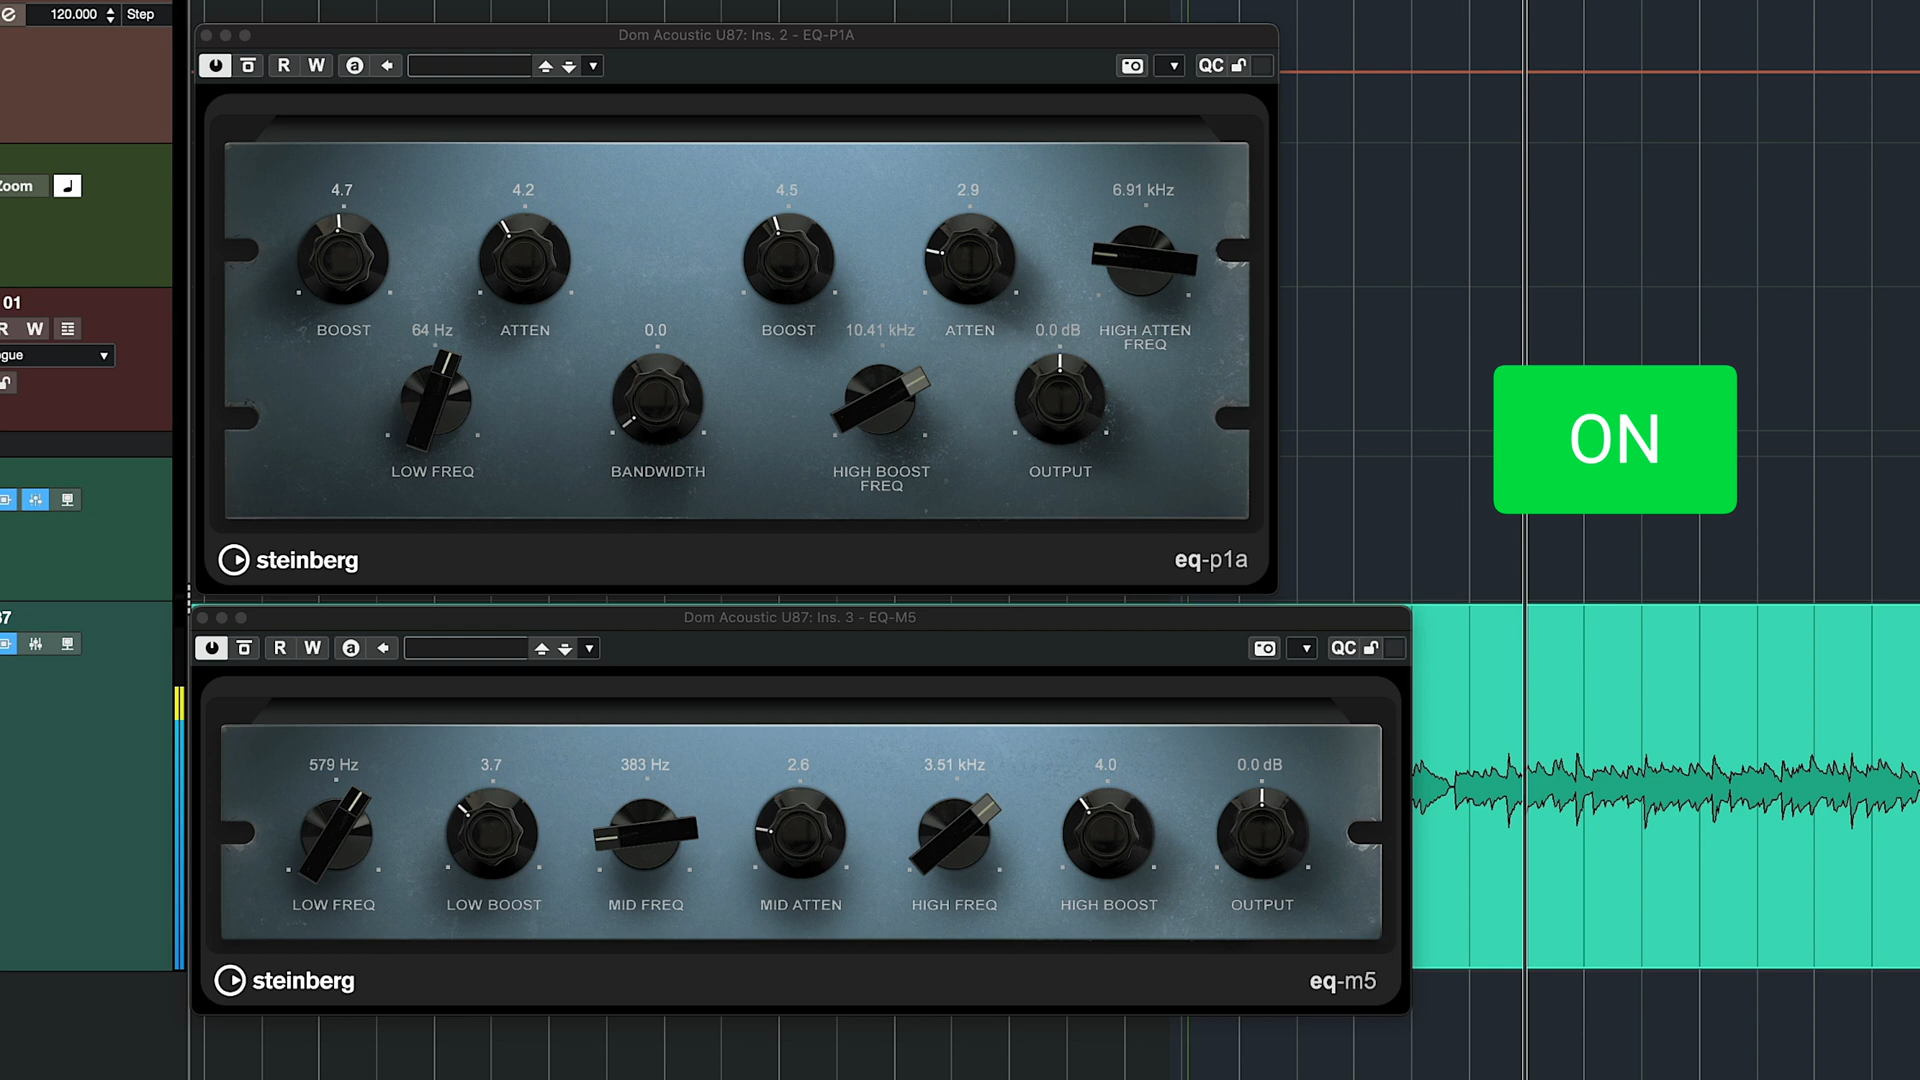 120.000 Step
Zoom
01
R W
ogue
87
Dom Acoustic U87: Ins. 2 - EQ-P1A
R W a QC
4.7 4.2 4.5 2.9 6.91 kHz
BOOST 64 Hz ATTEN 0.0 BOOST 10.41 kHz ATTEN 0.0 dB HIGH ATTEN
FREQ
LOW FREQ BANDWIDTH HIGH BOOST OUTPUT
FREQ
steinberg eq-p1a
ON
Dom Acoustic U87: Ins. 3 - EQ-M5
R W a QC
579 Hz 3.7 383 Hz 2.6 3.51 kHz 4.0 0.0 dB
LOW FREQ LOW BOOST MID FREQ MID ATTEN HIGH FREQ HIGH BOOST OUTPUT
steinberg eq-m5